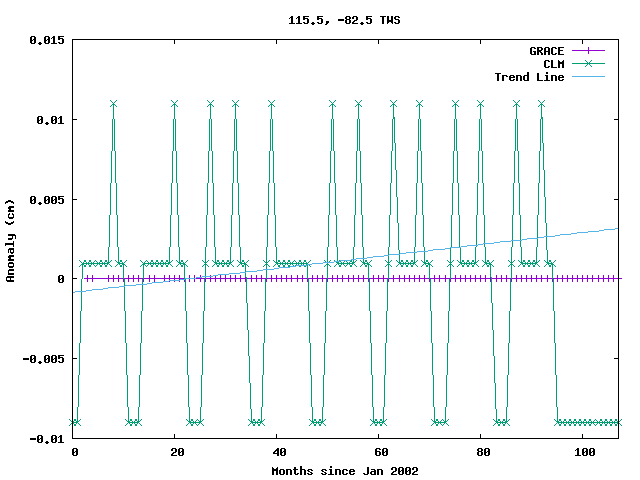 115.5, -82.5 TWS
0.015
0.01
0.005
0
-0.005
-0.01
Anomaly (cm)
GRACE
CLM
Trend Line
0 20 40 60 80 100
Months since Jan 2002